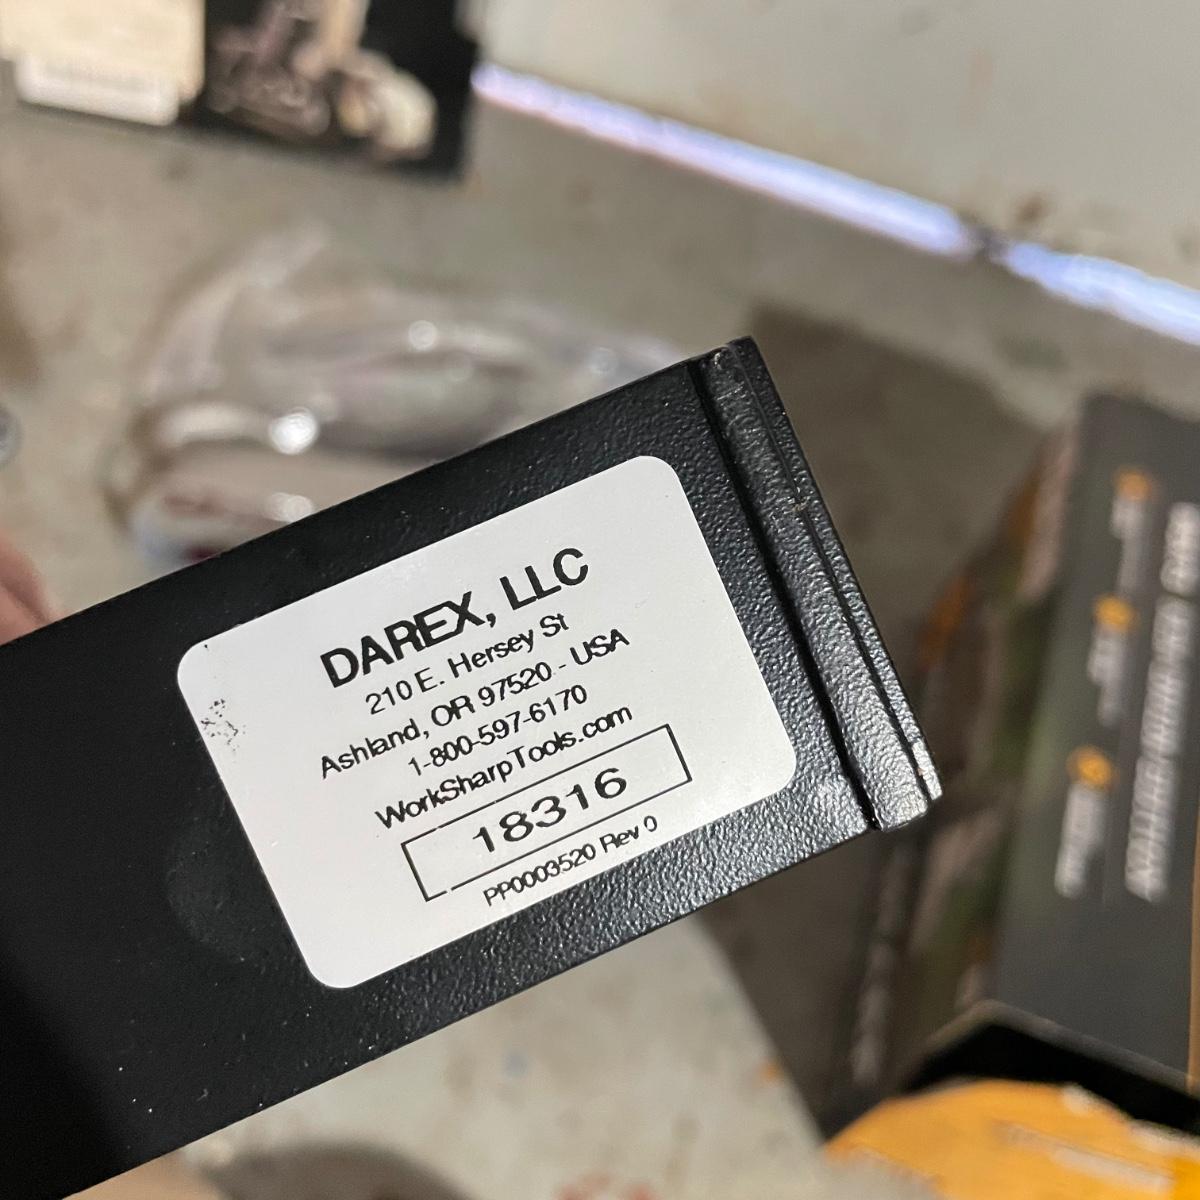 DAREX, LLC
210 E. Hersey St
Ashland, OR 97520 - USA
1-800-597-6170
WorkSharpTools.com
18316
PP0003520 Rev 0